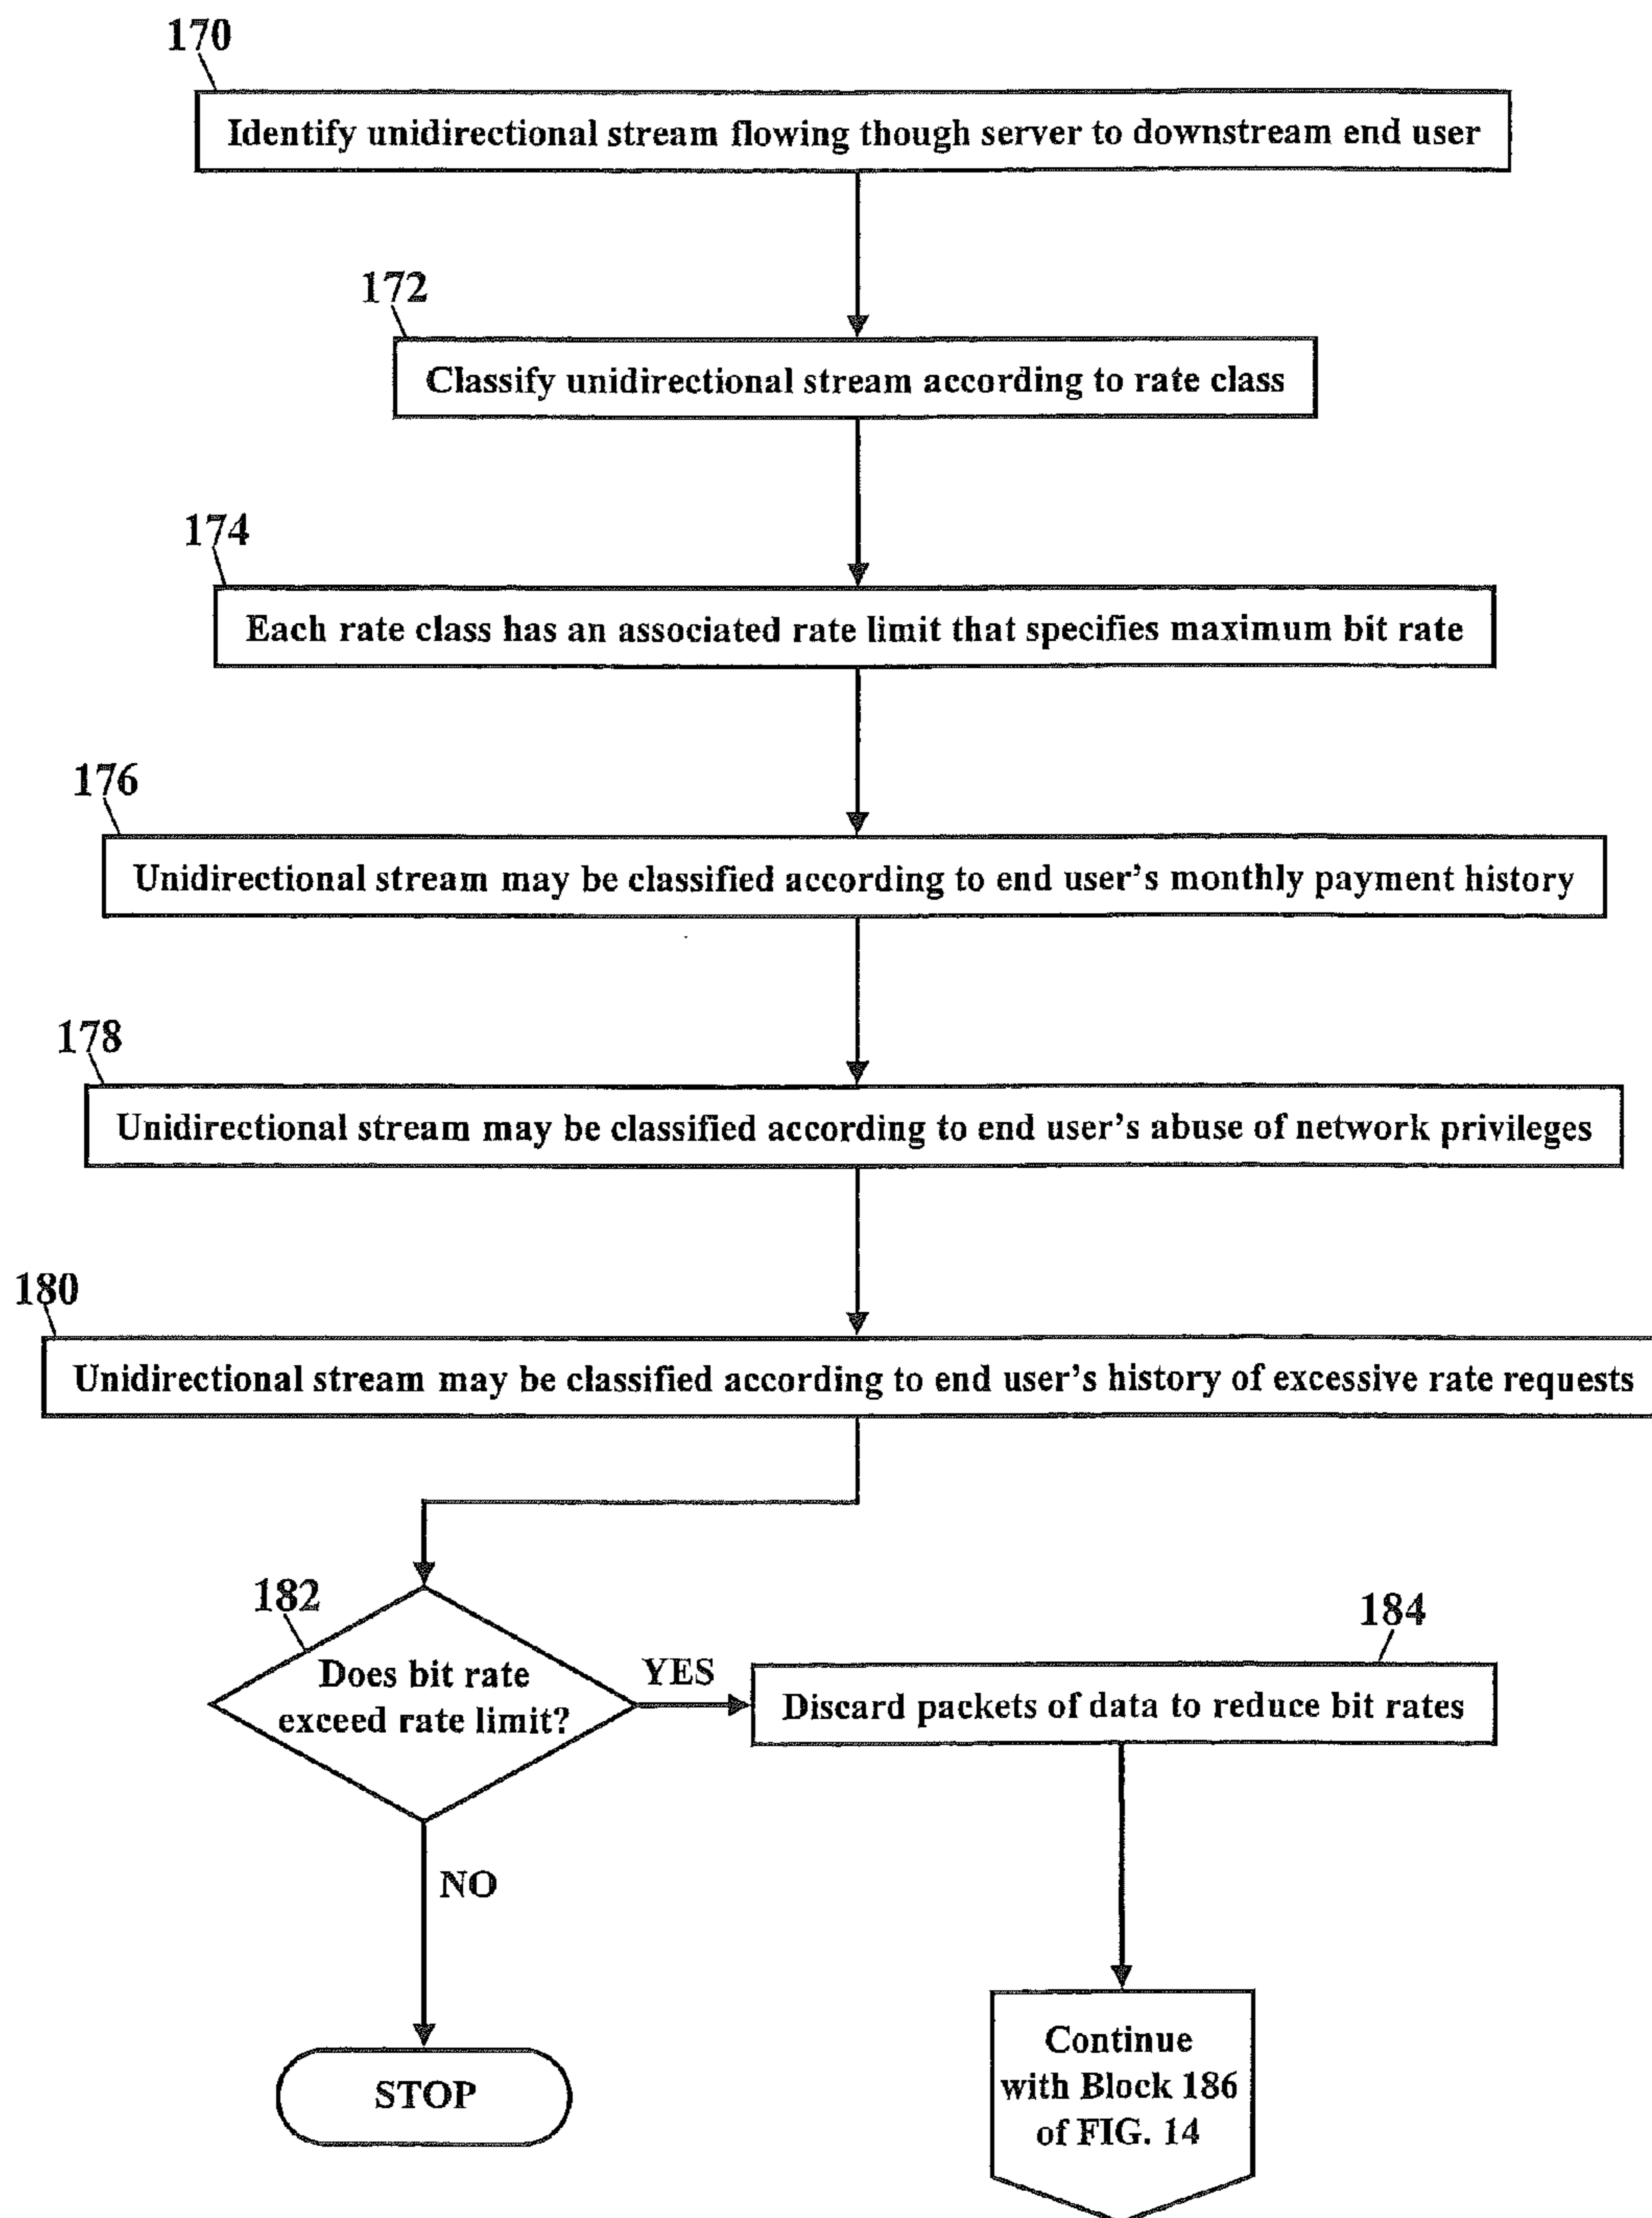 170
Identify unidirectional stream flowing though server to downstream end user
172
Classify unidirectional stream according to rate class
174
Each rate class has an associated rate limit that specifies maximum bit rate
176
Unidirectional stream may be classified according to end user's monthly payment history
178
Unidirectional stream may be classified according to end user's abuse of network privileges
180
Unidirectional stream may be classified according to end user's history of excessive rate requests
182
Does bit rate
exceed rate limit?
YES
184
Discard packets of data to reduce bit rates
NO
STOP
Continue
with Block 186
of FIG. 14